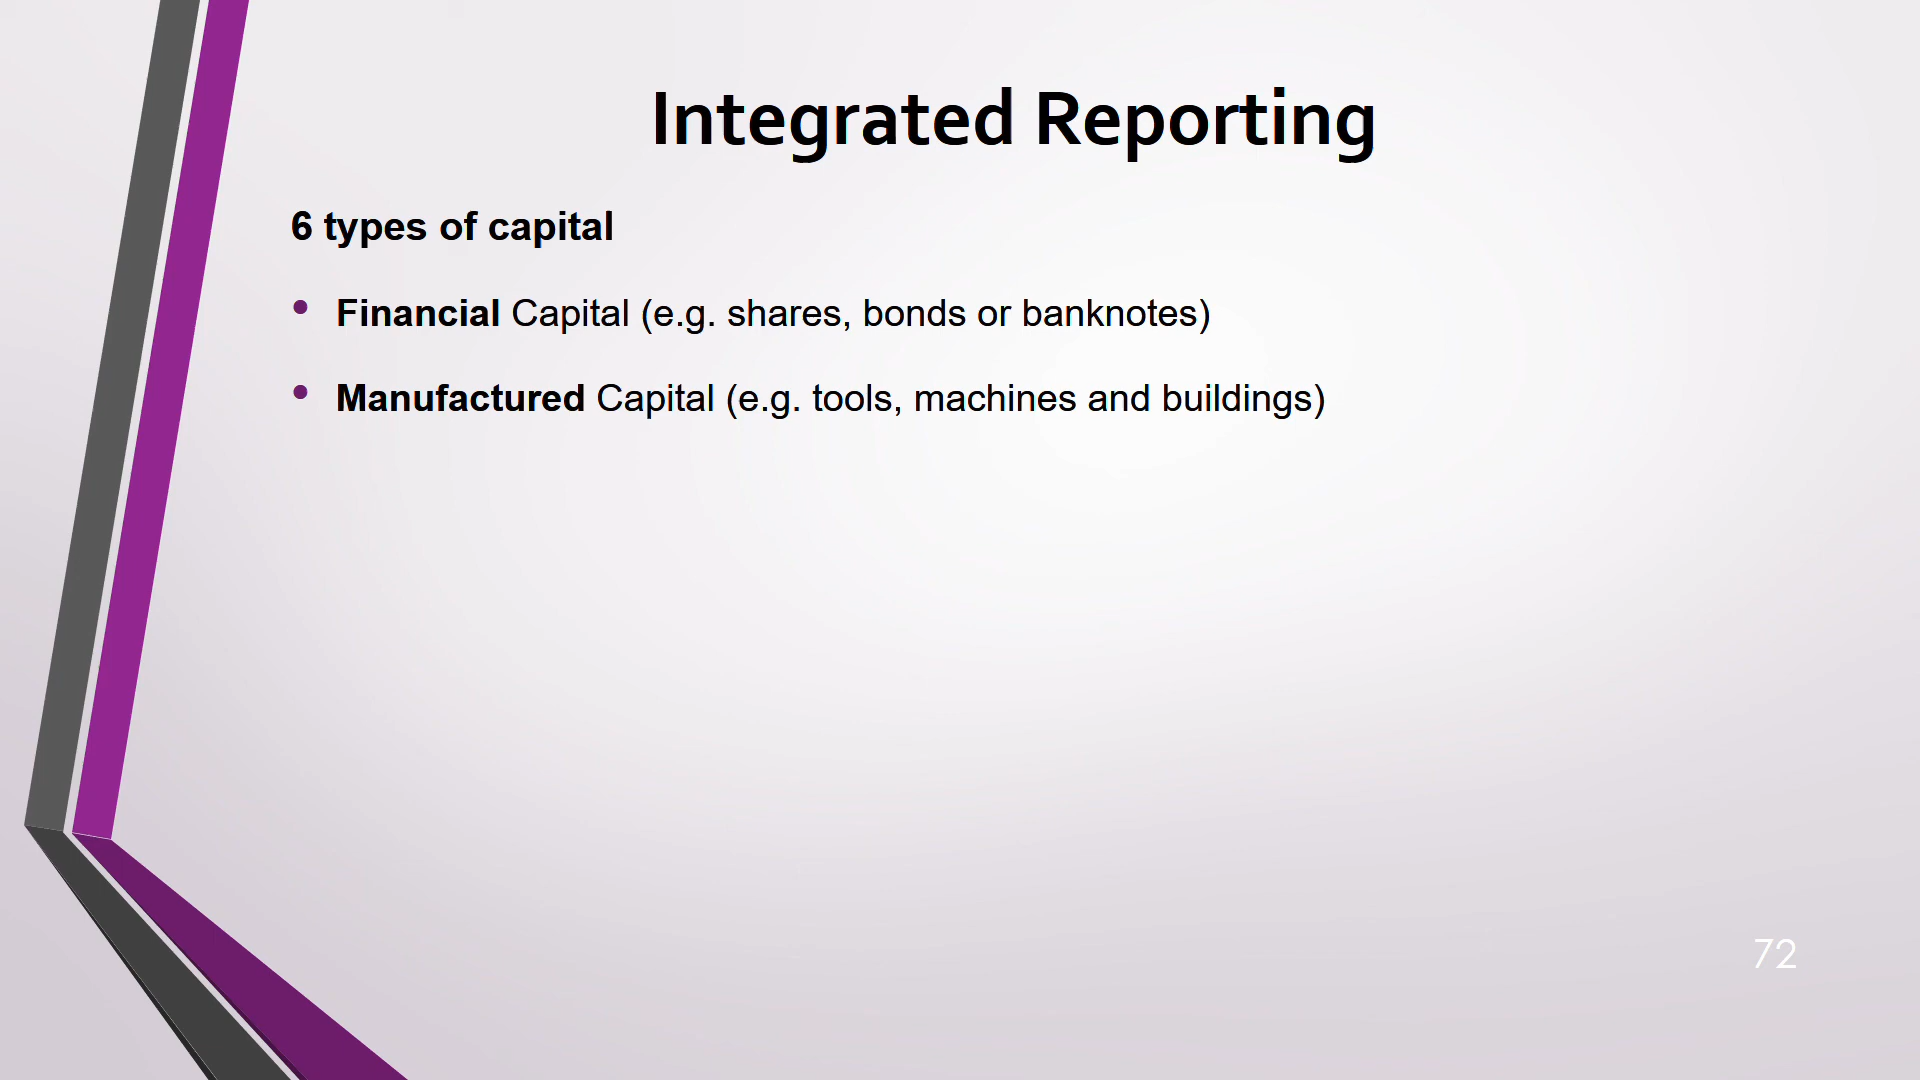 Integrated Reporting
6 types of capital
• Financial Capital (e.g. shares, bonds or banknotes)
• Manufactured Capital (e.g. tools, machines and buildings)
72